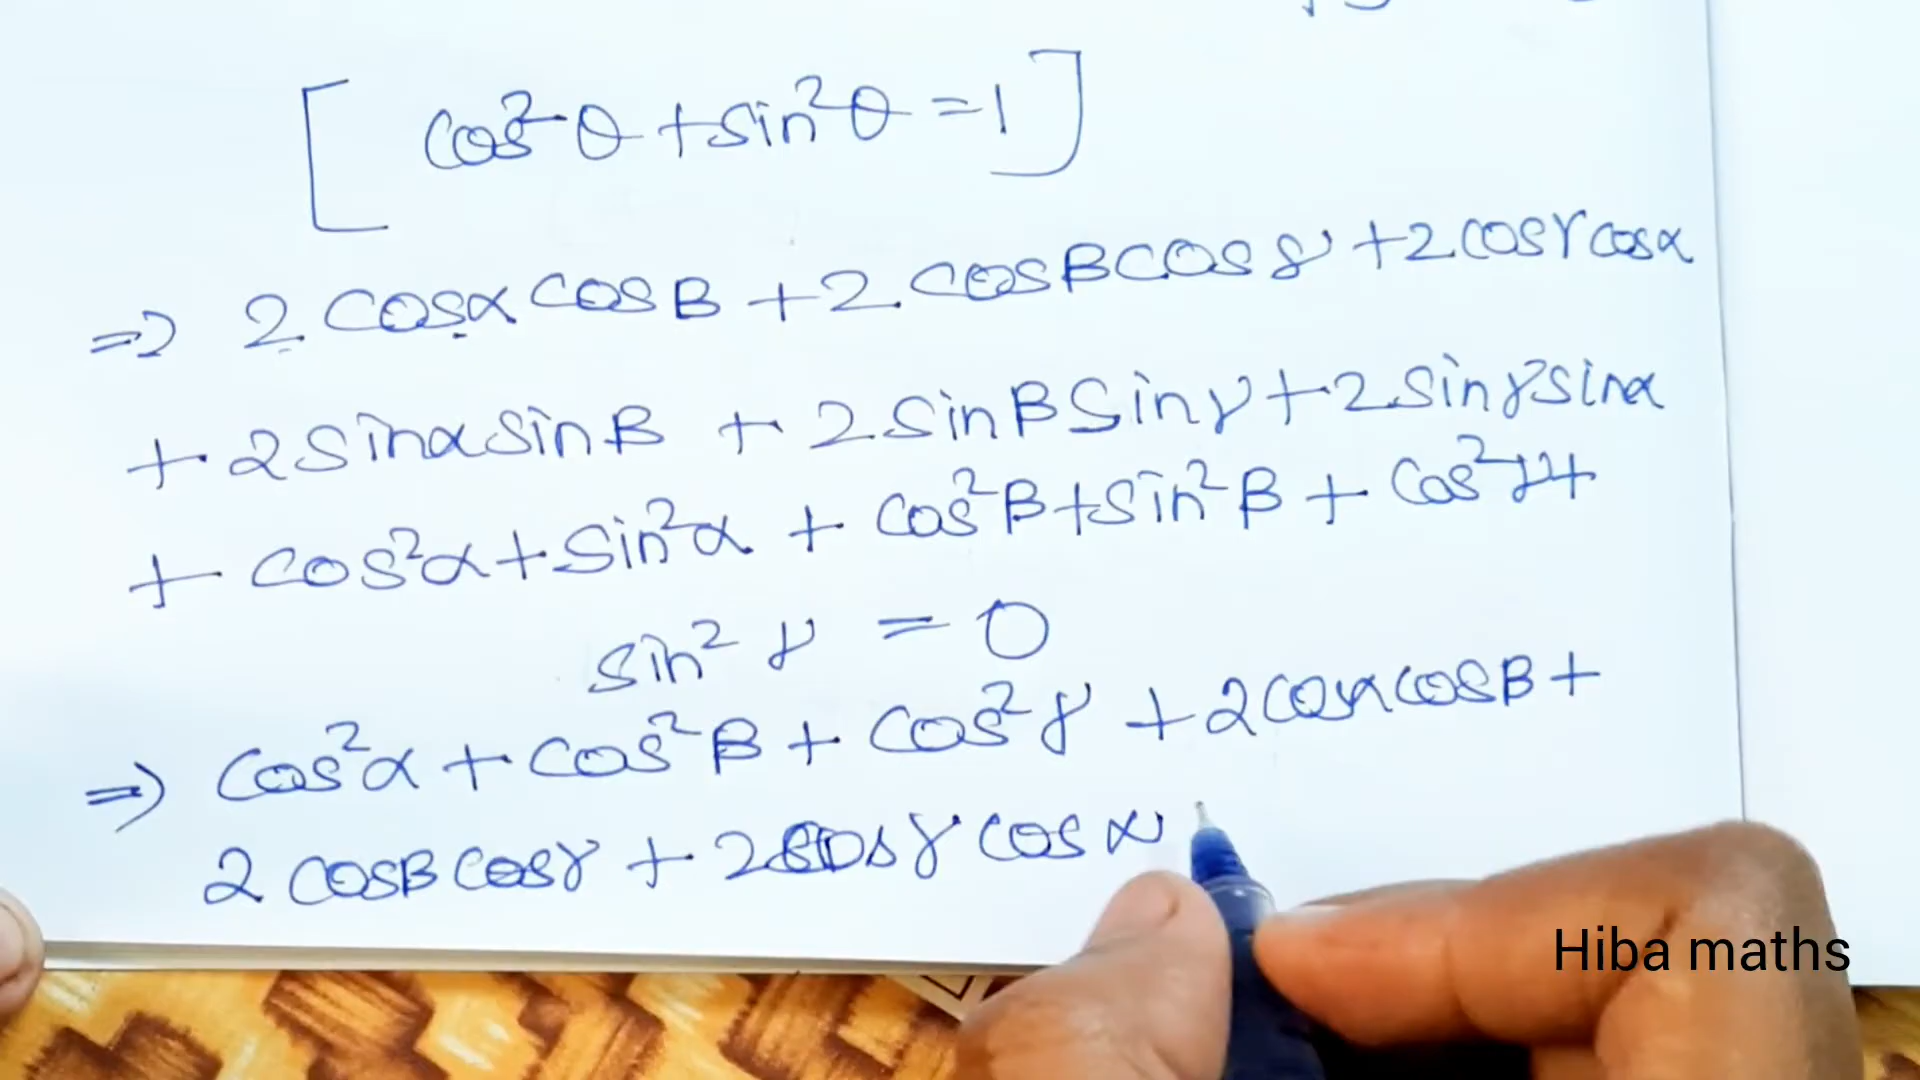 [ cos²θ + sin²θ = 1 ]
⇒ 2 cosα cosβ + 2 cosβ cosγ + 2 cosγ cosα
+ 2 sinα sinβ + 2 sinβ sinγ + 2 sinγ sinα
+ cos²α + sin²α + cos²β + sin²β + cos²γ +
sin²γ = 0
⇒ cos²α + cos²β + cos²γ + 2 cosα cosβ +
2 cosβ cosγ + 2 cosγ cosα
Hiba maths